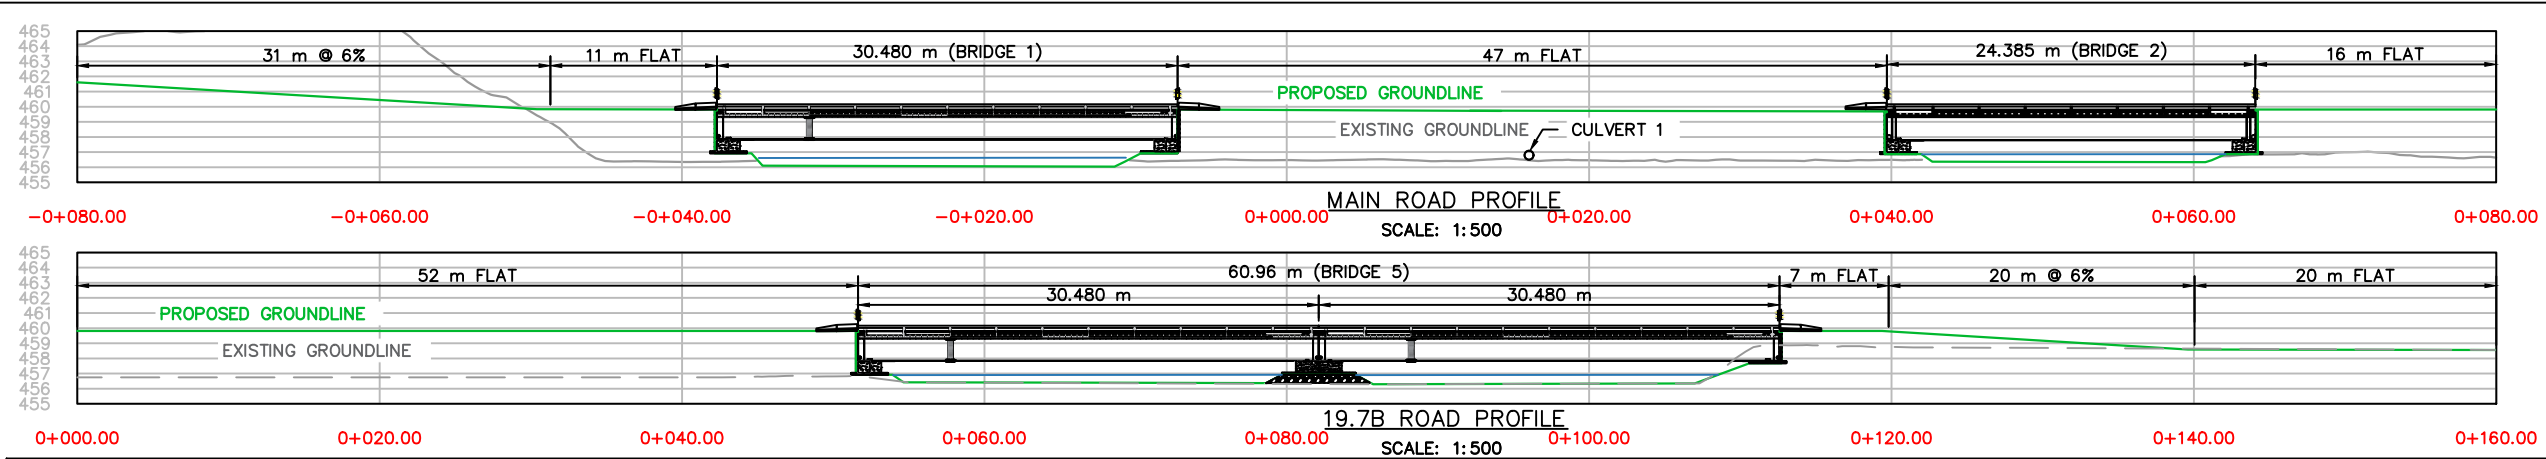 465
464
463
462
461
460
459
458
457
456
455
31 m @ 6%
11 m FLAT
30.480 m (BRIDGE 1)
47 m FLAT
24.385 m (BRIDGE 2)
16 m FLAT
PROPOSED GROUNDLINE
EXISTING GROUNDLINE
CULVERT 1
-0+080.00 -0+060.00 -0+040.00 -0+020.00 0+000.00 0+020.00 0+040.00 0+060.00 0+080.00
MAIN ROAD PROFILE
SCALE: 1:500
465
464
463
462
461
460
459
458
457
456
455
52 m FLAT
60.96 m (BRIDGE 5)
7 m FLAT
20 m @ 6%
20 m FLAT
30.480 m
30.480 m
PROPOSED GROUNDLINE
EXISTING GROUNDLINE
0+000.00 0+020.00 0+040.00 0+060.00 0+080.00 0+100.00 0+120.00 0+140.00 0+160.00
19.7B ROAD PROFILE
SCALE: 1:500